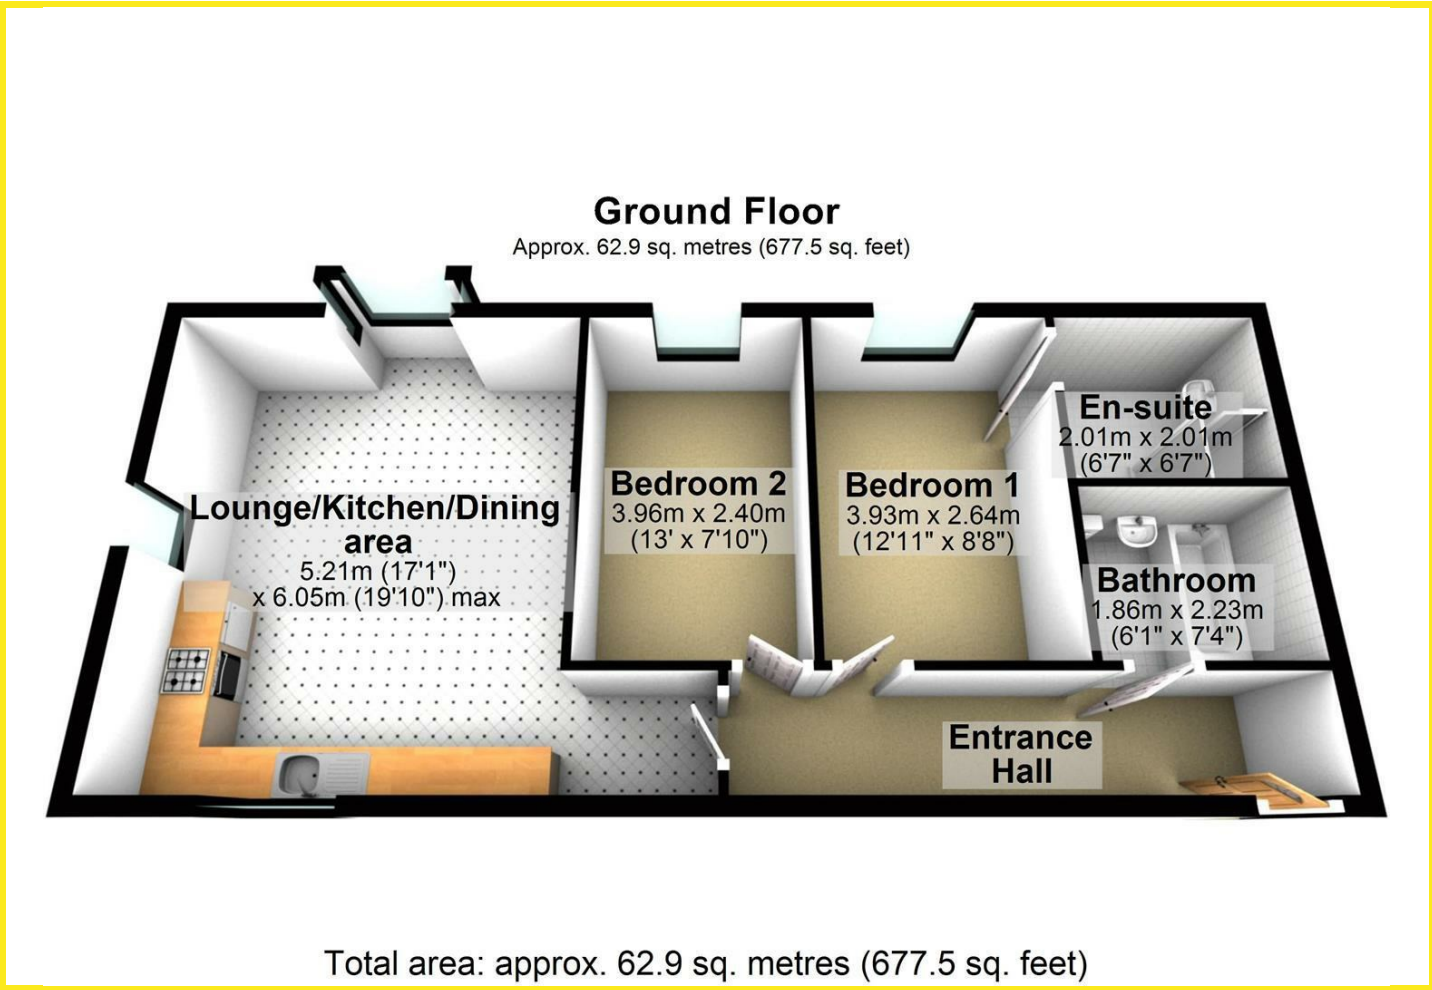 Ground Floor
Approx. 62.9 sq. metres (677.5 sq. feet)
Lounge/Kitchen/Dining
area
5.21m (17'1")
x 6.05m (19'10") max
Bedroom 2
3.96m x 2.40m
(13' x 7'10")
Bedroom 1
3.93m x 2.64m
(12'11" x 8'8")
En-suite
2.01m x 2.01m
(6'7" x 6'7")
Bathroom
1.86m x 2.23m
(6'1" x 7'4")
Entrance
Hall
Total area: approx. 62.9 sq. metres (677.5 sq. feet)